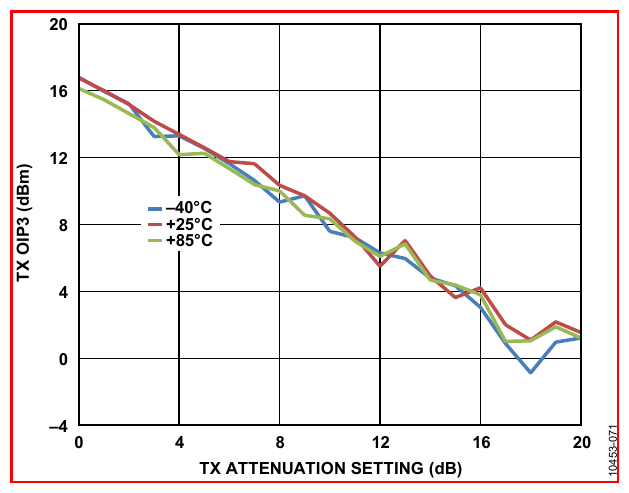 20
16
12
8
4
0
–4
TX OIP3 (dBm)
–40°C
+25°C
+85°C
0 4 8 12 16 20
TX ATTENUATION SETTING (dB)
10453-071